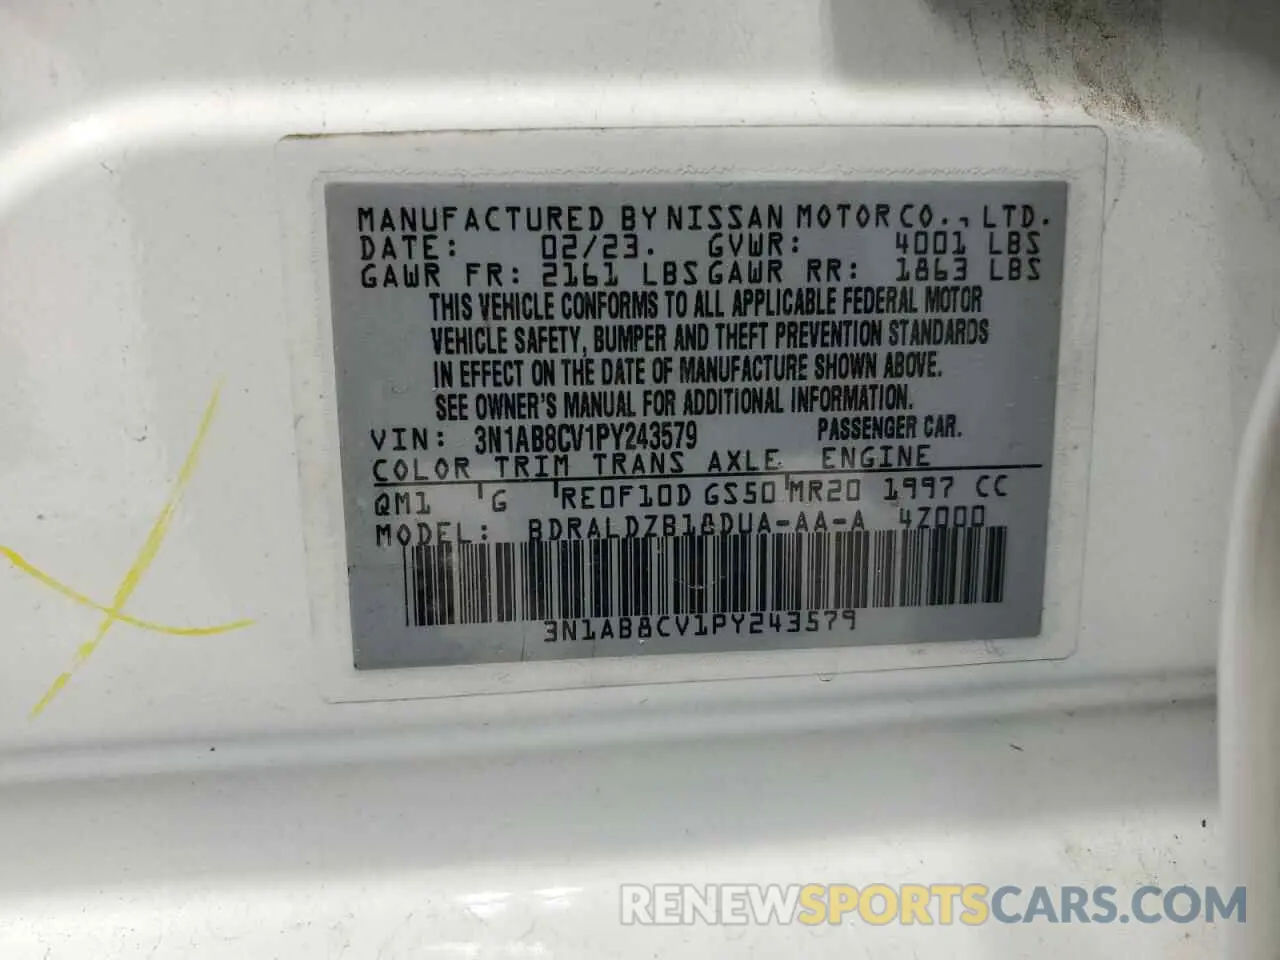 MANUFACTURED BY NISSAN MOTOR CO., LTD.
DATE: 02/23. GVWR: 4001 LBS
GAWR FR: 2161 LBS GAWR RR: 1863 LBS
THIS VEHICLE CONFORMS TO ALL APPLICABLE FEDERAL MOTOR
VEHICLE SAFETY, BUMPER AND THEFT PREVENTION STANDARDS
IN EFFECT ON THE DATE OF MANUFACTURE SHOWN ABOVE.
SEE OWNER'S MANUAL FOR ADDITIONAL INFORMATION.
VIN: 3N1AB8CV1PY243579 PASSENGER CAR.
COLOR TRIM TRANS AXLE ENGINE
QM1 G RE0F10D GS50 MR20 1997 CC
MODEL: BDRALDZB18DUA-AA-A 4Z000
3N1AB8CV1PY243579
RENEWSPORTSCARS.COM